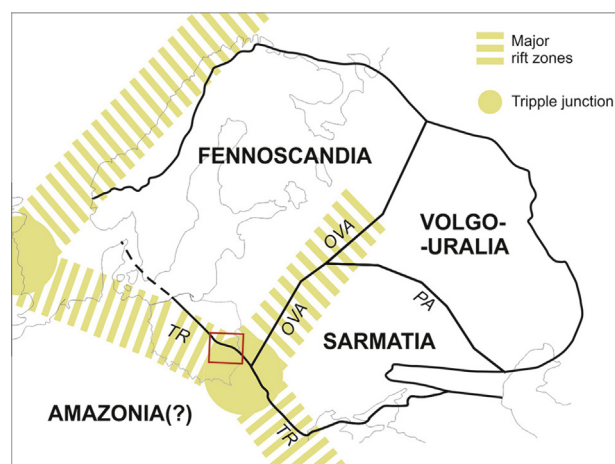 Major
rift zones
Tripple junction
FENNOSCANDIA
VOLGO-
-URALIA
OVA
OVA
PA
SARMATIA
TR
AMAZONIA(?)
TR